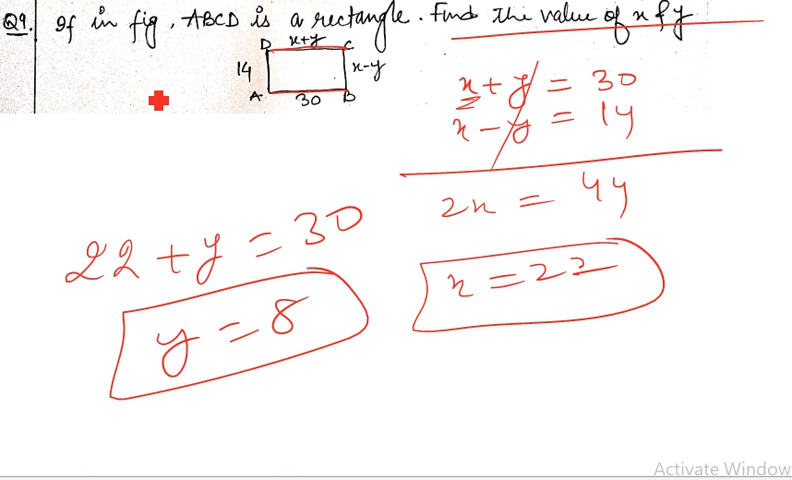 Q9. If in fig, ABCD is a rectangle. Find the value of x & y
D x+y C
14 x-y
A 30 B
x+y = 30
x-y = 14
2x = 44
22+y=30
x=22
y=8
Activate Window